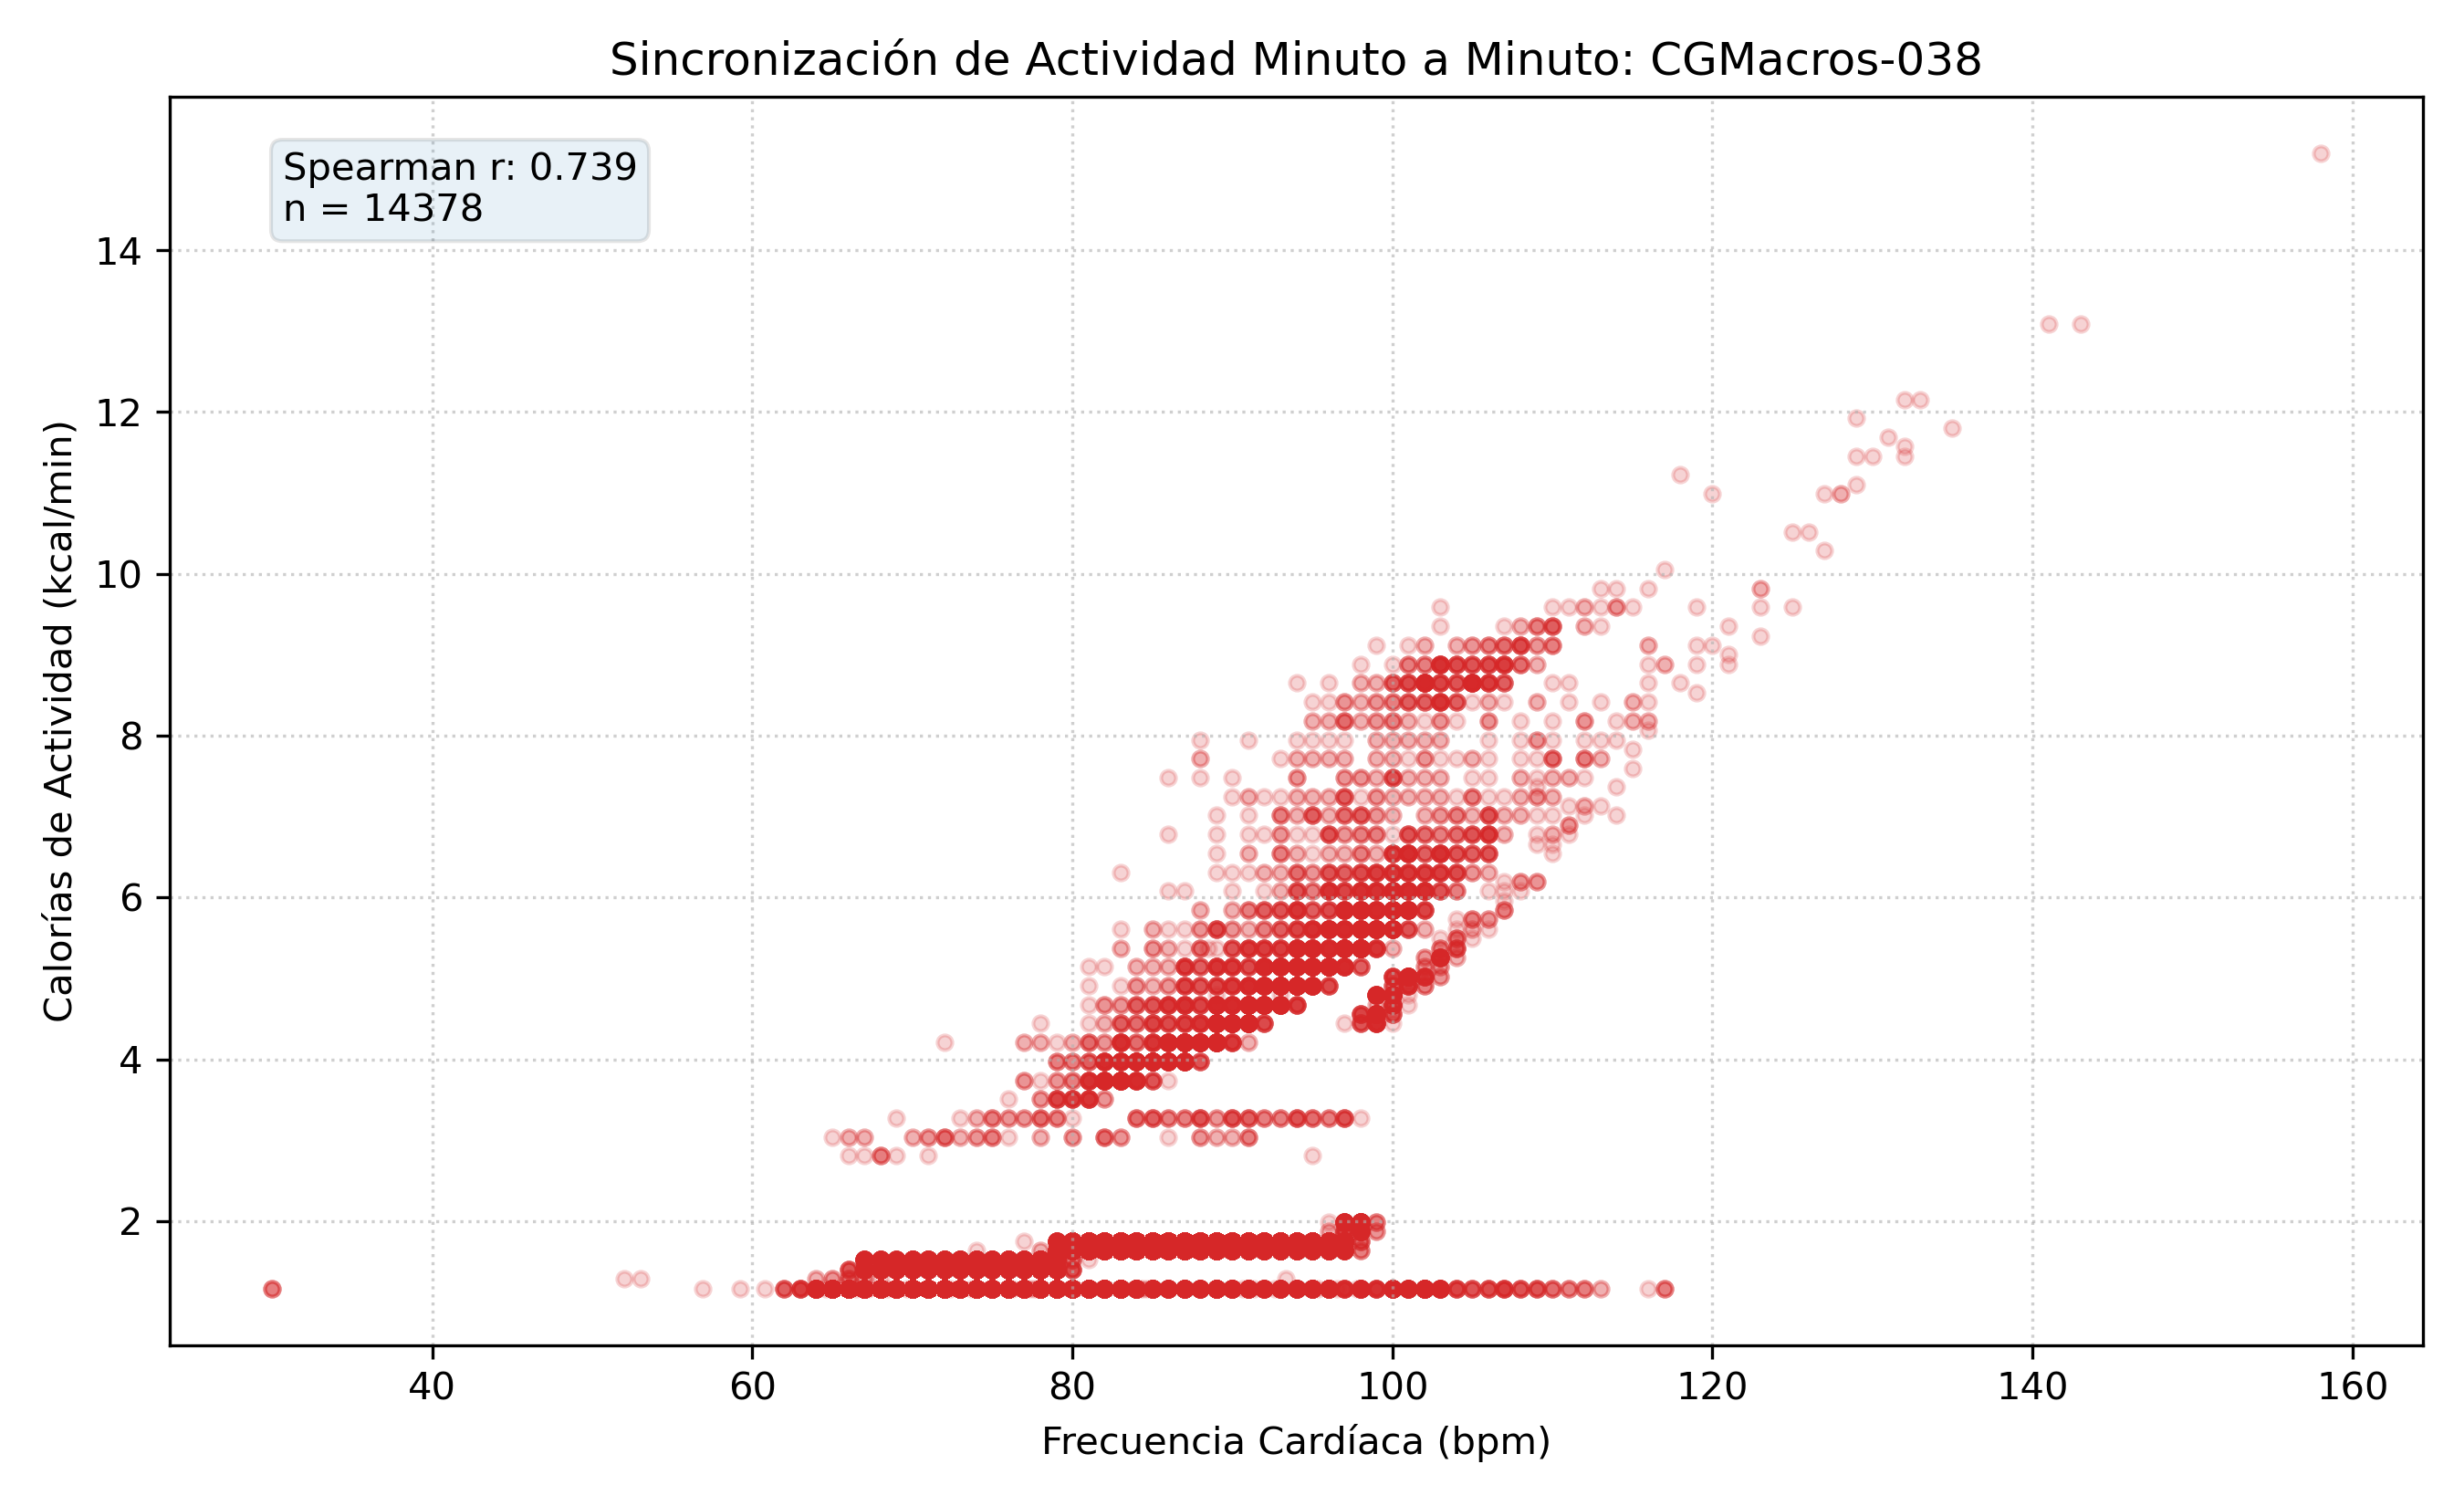 Sincronización de Actividad Minuto a Minuto: CGMacros-038
Spearman r: 0.739
n = 14378
Calorías de Actividad (kcal/min)
14
12
10
8
6
4
2
40 60 80 100 120 140 160
Frecuencia Cardíaca (bpm)